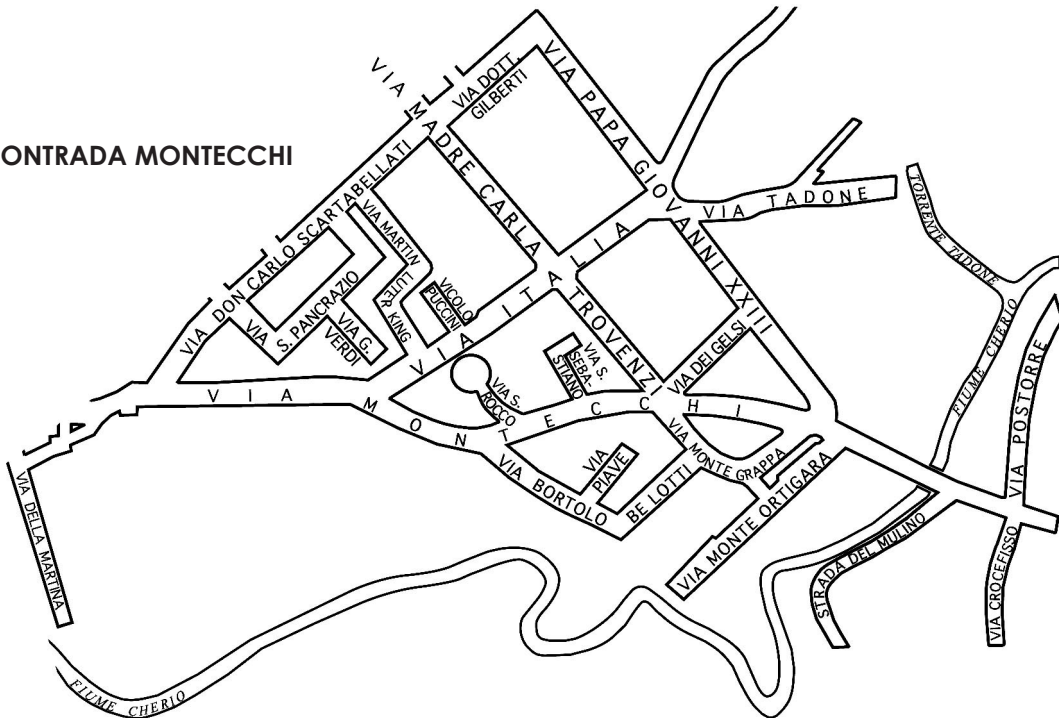 ONTRADA MONTECCHI
VIA MADRE CARLA
VIA DOTT.
GILBERTI
VIA PAPA GIOVANNI XXIII
VIA TADONE
TORRENTE TADONE
FIUME CHERIO
VIA POSTORE
VIA DON CARLO SCARTABELLATI
VIA MARTIN
LUTER KING
VICOLO
PUCCINI
VIA
S. PANCRAZIO
VIA G.
VERDI
VIA ITALIA
TROVENZI
VIA DEI GELSI
VIA S.
SEBA-
STIANO
VIA S.
ROCCO
VIA MONTECCHI
VIA MONTE GRAPPA
VIA
PIAVE
VIA BORTOLO
BE LOTTI
VIA MONTE ORTIGARA
STRADA DEL MULINO
VIA CROCEFISSO
VIA DELLA MARTINA
FIUME CHERIO